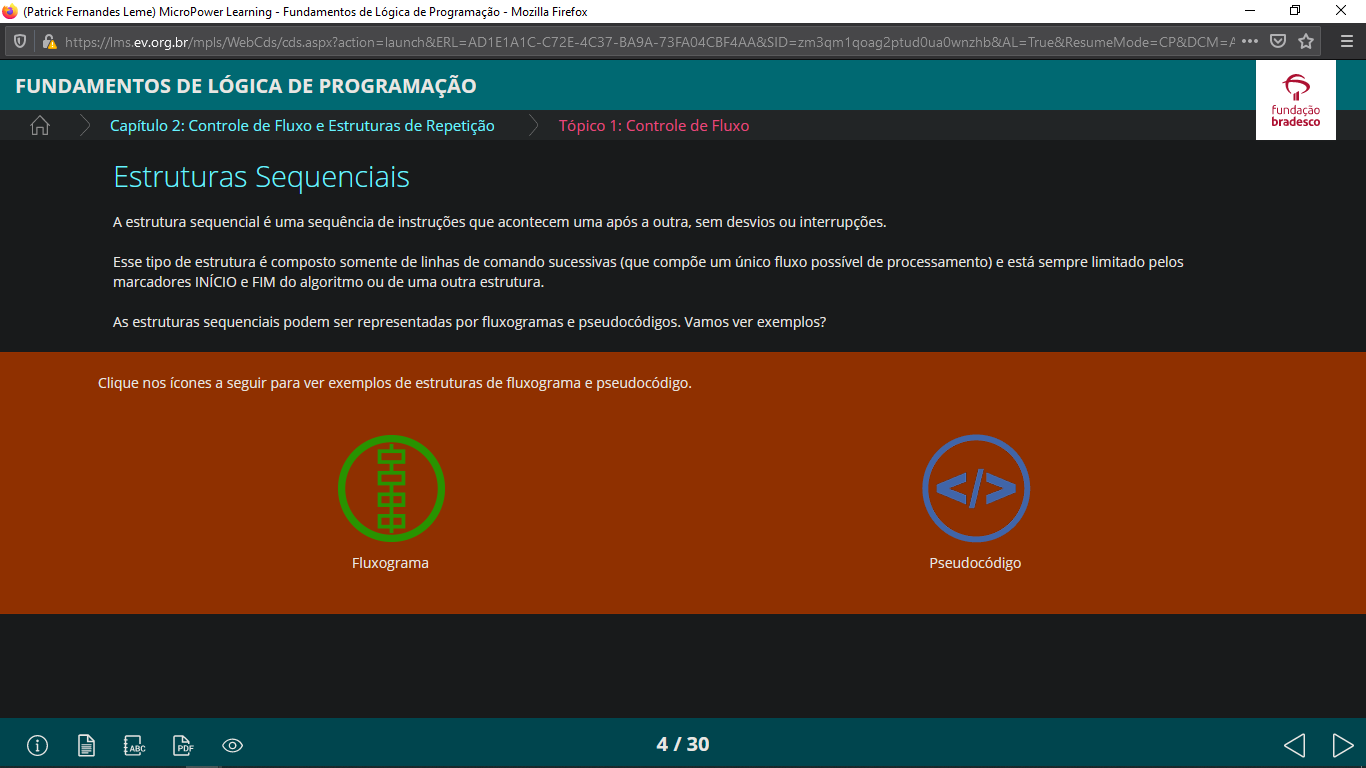 (Patrick Fernandes Leme) MicroPower Learning - Fundamentos de Lógica de Programação - Mozilla Firefox
https://lms.ev.org.br/mpls/WebCds/cds.aspx?action=launch&ERL=AD1E1A1C-C72E-4C37-BA9A-73FA04CBF4AA&SID=zm3qm1qoag2ptud0ua0wnzhb&AL=True&ResumeMode=CP&DCM=A
FUNDAMENTOS DE LÓGICA DE PROGRAMAÇÃO
fundação
bradesco
Capítulo 2: Controle de Fluxo e Estruturas de Repetição
Tópico 1: Controle de Fluxo
Estruturas Sequenciais
A estrutura sequencial é uma sequência de instruções que acontecem uma após a outra, sem desvios ou interrupções.
Esse tipo de estrutura é composto somente de linhas de comando sucessivas (que compõe um único fluxo possível de processamento) e está sempre limitado pelos
marcadores INÍCIO e FIM do algoritmo ou de uma outra estrutura.
As estruturas sequenciais podem ser representadas por fluxogramas e pseudocódigos. Vamos ver exemplos?
Clique nos ícones a seguir para ver exemplos de estruturas de fluxograma e pseudocódigo.
</>
Fluxograma
Pseudocódigo
ABC
PDF
4 / 30